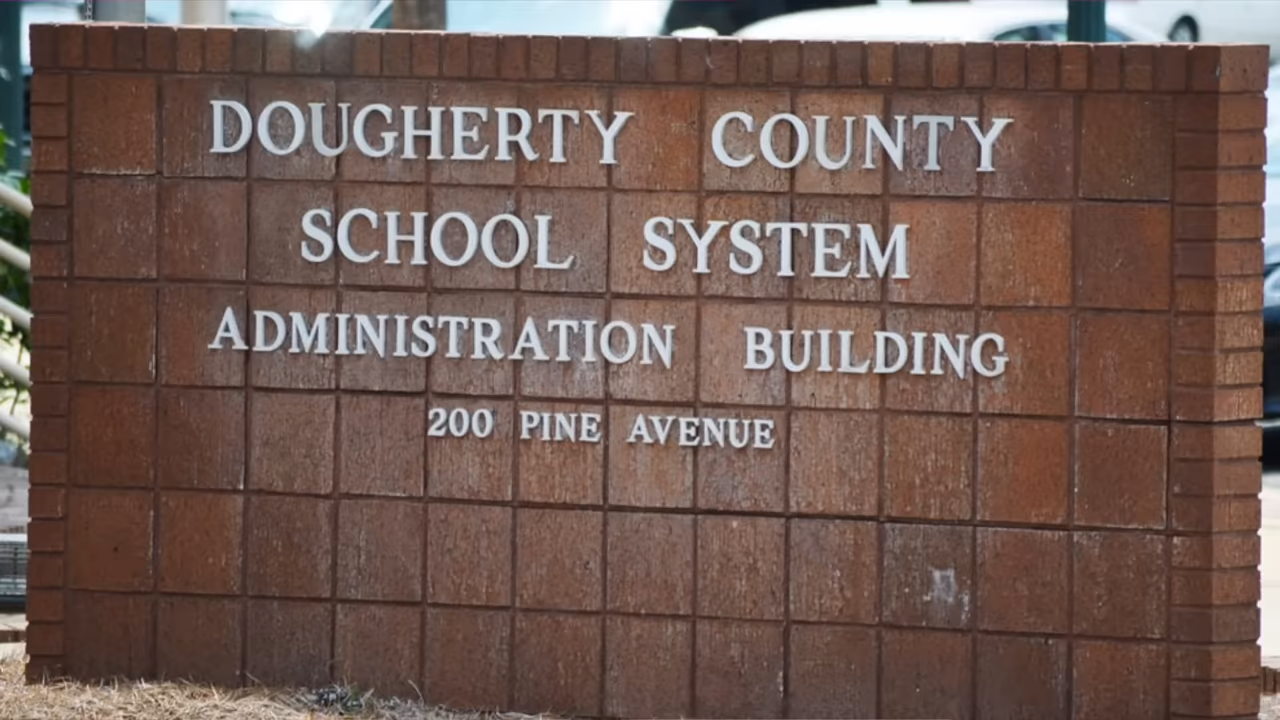 DOUGHERTY COUNTY
SCHOOL SYSTEM
ADMINISTRATION BUILDING
200 PINE AVENUE